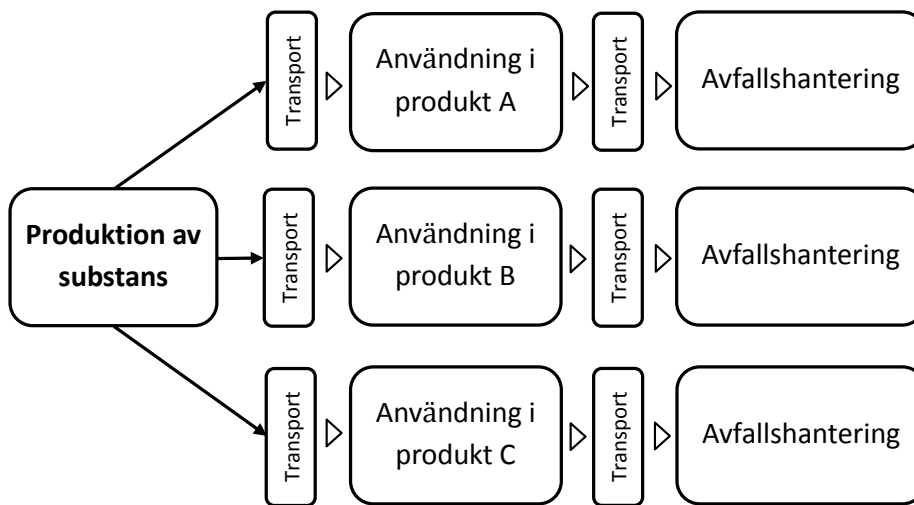 Produktion av
substans
Transport
Användning i
produkt A
Transport
Avfallshantering
Transport
Användning i
produkt B
Transport
Avfallshantering
Transport
Användning i
produkt C
Transport
Avfallshantering